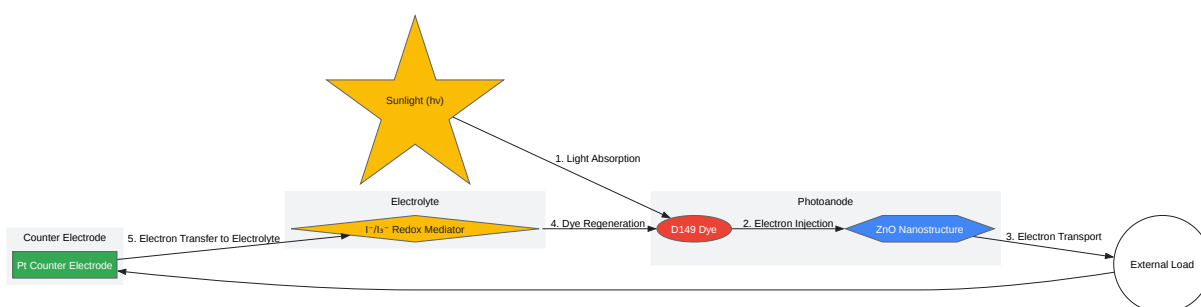 Sunlight (hν)
1. Light Absorption
Electrolyte
Photoanode
I⁻/I₃⁻ Redox Mediator
4. Dye Regeneration
D149 Dye
2. Electron Injection
ZnO Nanostructure
3. Electron Transport
Counter Electrode
5. Electron Transfer to Electrolyte
Pt Counter Electrode
External Load